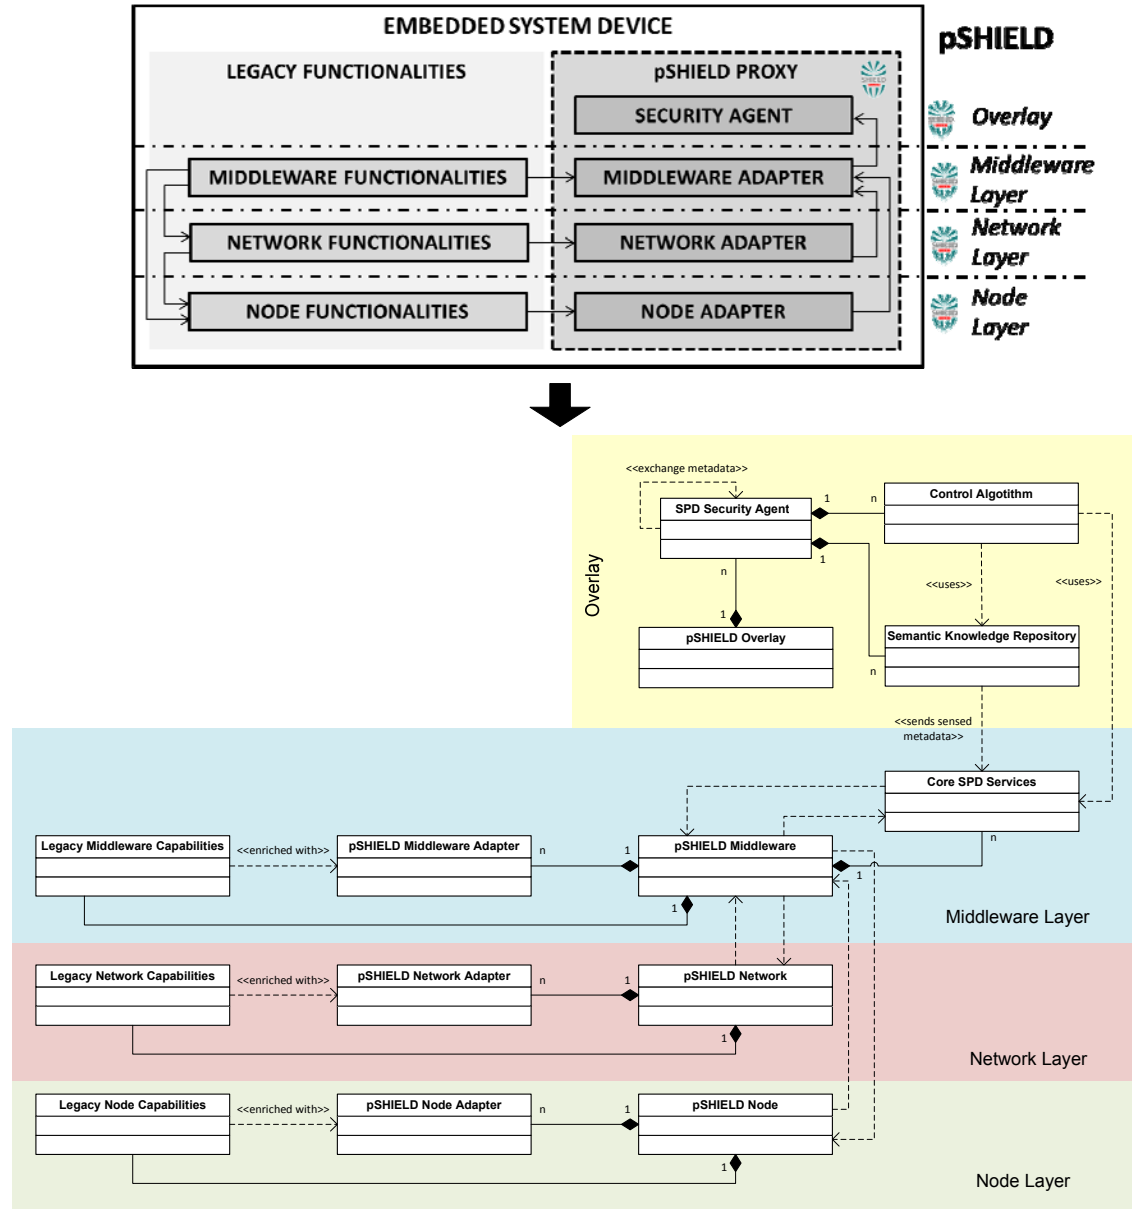 EMBEDDED SYSTEM DEVICE
pSHIELD
LEGACY FUNCTIONALITIES
pSHIELD PROXY
SHIELD
SECURITY AGENT
Overlay
MIDDLEWARE FUNCTIONALITIES
MIDDLEWARE ADAPTER
Middleware
Layer
NETWORK FUNCTIONALITIES
NETWORK ADAPTER
Network
Layer
NODE FUNCTIONALITIES
NODE ADAPTER
Node
Layer
<<exchange metadata>>
SPD Security Agent
1
n
Control Algotithm
1
n
<<uses>>
<<uses>>
Overlay
1
pSHIELD Overlay
Semantic Knowledge Repository
n
<<sends sensed
metadata>>
Core SPD Services
n
Legacy Middleware Capabilities
<<enriched with>>
pSHIELD Middleware Adapter
n
1
pSHIELD Middleware
1
1
Middleware Layer
Legacy Network Capabilities
<<enriched with>>
pSHIELD Network Adapter
n
1
pSHIELD Network
1
Network Layer
Legacy Node Capabilities
<<enriched with>>
pSHIELD Node Adapter
n
1
pSHIELD Node
1
Node Layer